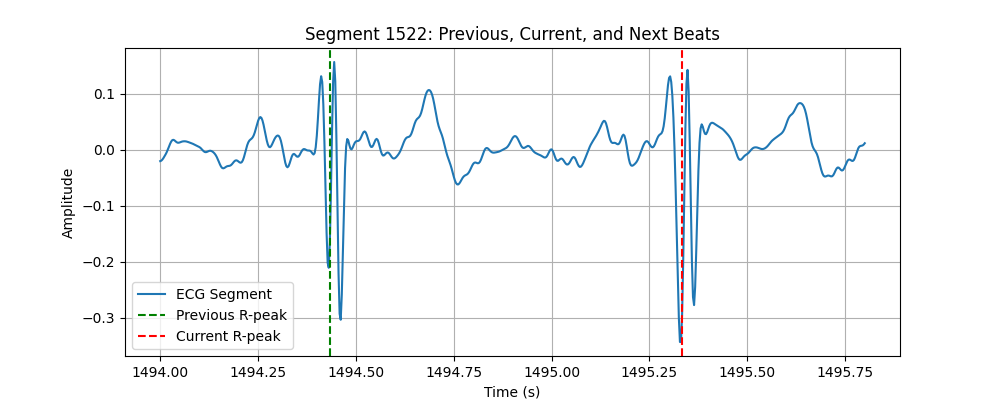 Segment 1522: Previous, Current, and Next Beats
Amplitude
0.1
0.0
−0.1
−0.2
−0.3
ECG Segment
Previous R-peak
Current R-peak
1494.00 1494.25 1494.50 1494.75 1495.00 1495.25 1495.50 1495.75
Time (s)